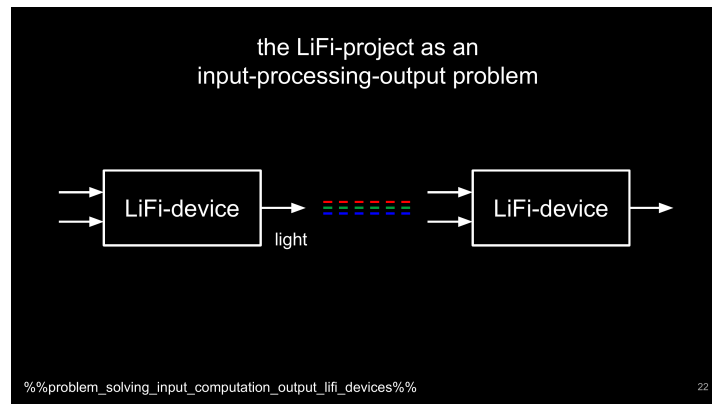 the LiFi-project as an
input-processing-output problem
LiFi-device
LiFi-device
light
%%problem_solving_input_computation_output_lifi_devices%%
22